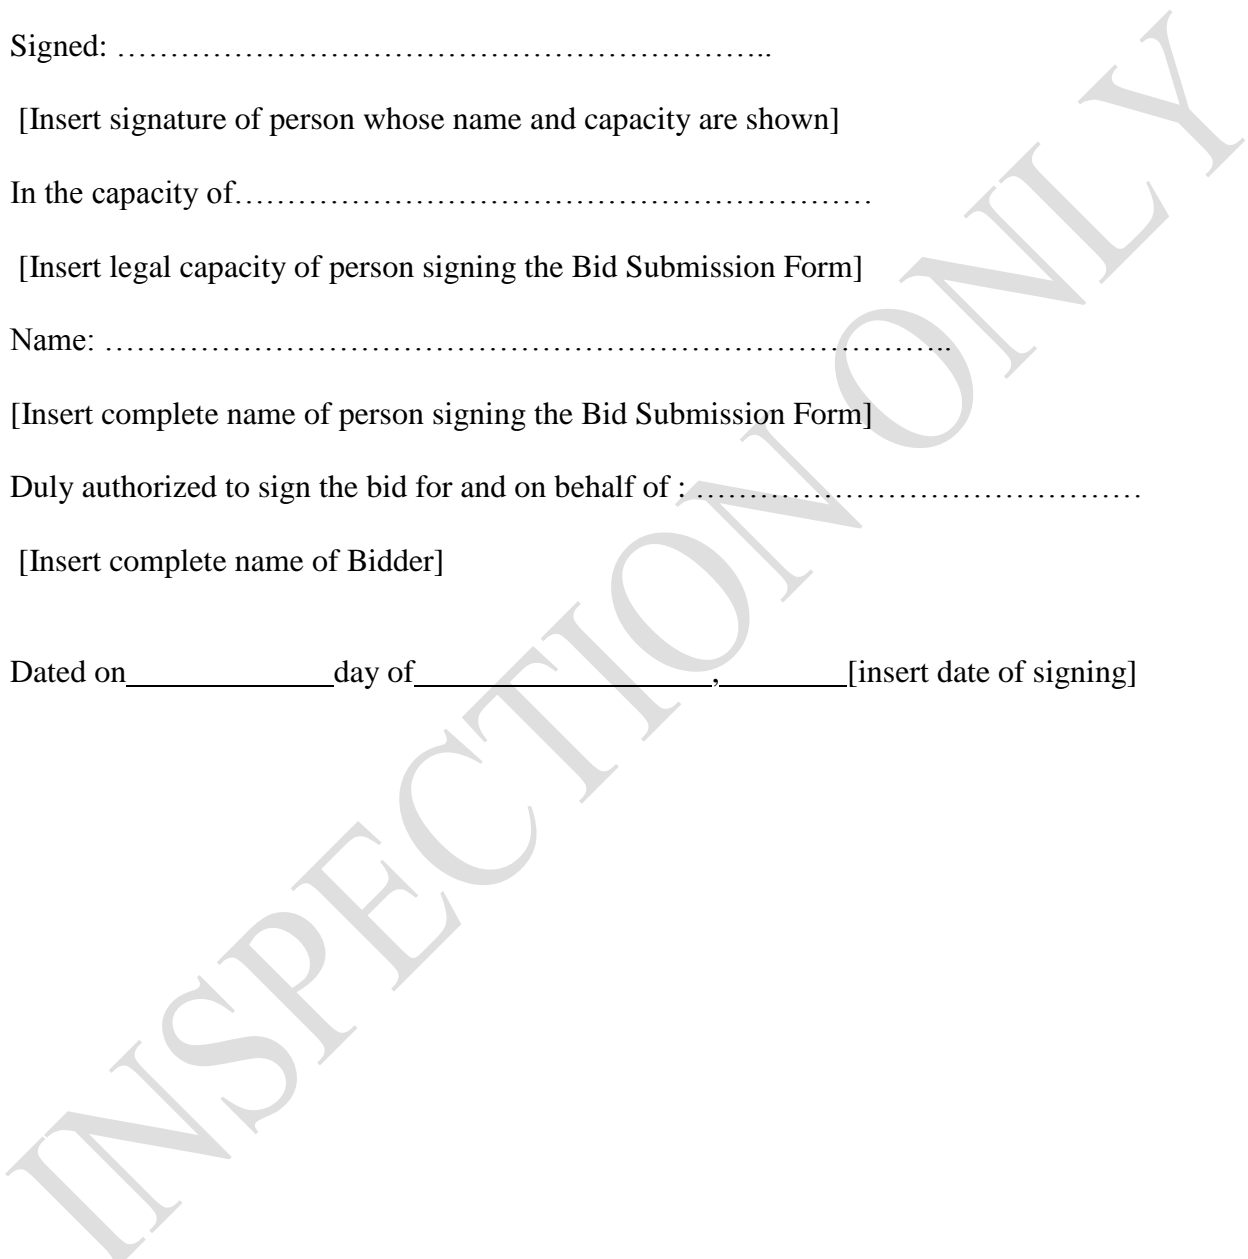 Signed: ……………………………………………………..
[Insert signature of person whose name and capacity are shown]
In the capacity of……………………………………………………
[Insert legal capacity of person signing the Bid Submission Form]
Name: ……………………………………………………………………..
[Insert complete name of person signing the Bid Submission Form]
Duly authorized to sign the bid for and on behalf of : ……………………………………
[Insert complete name of Bidder]
Dated on_____________day of___________________,________[insert date of signing]
INSPECTION ONLY